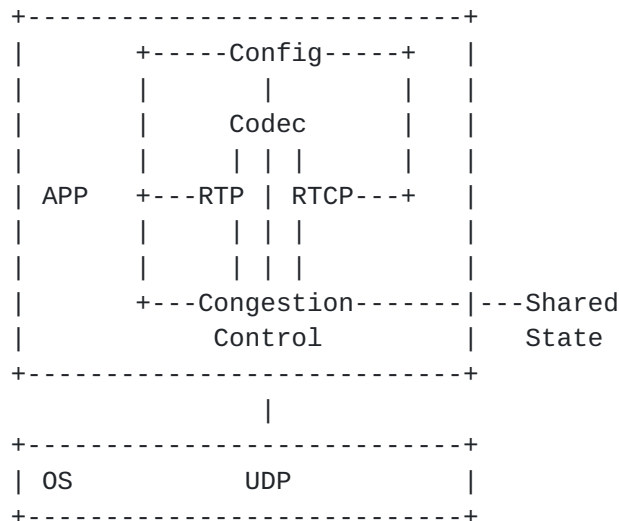 Config
Codec
APP RTP RTCP
Congestion Shared
Control State
OS UDP